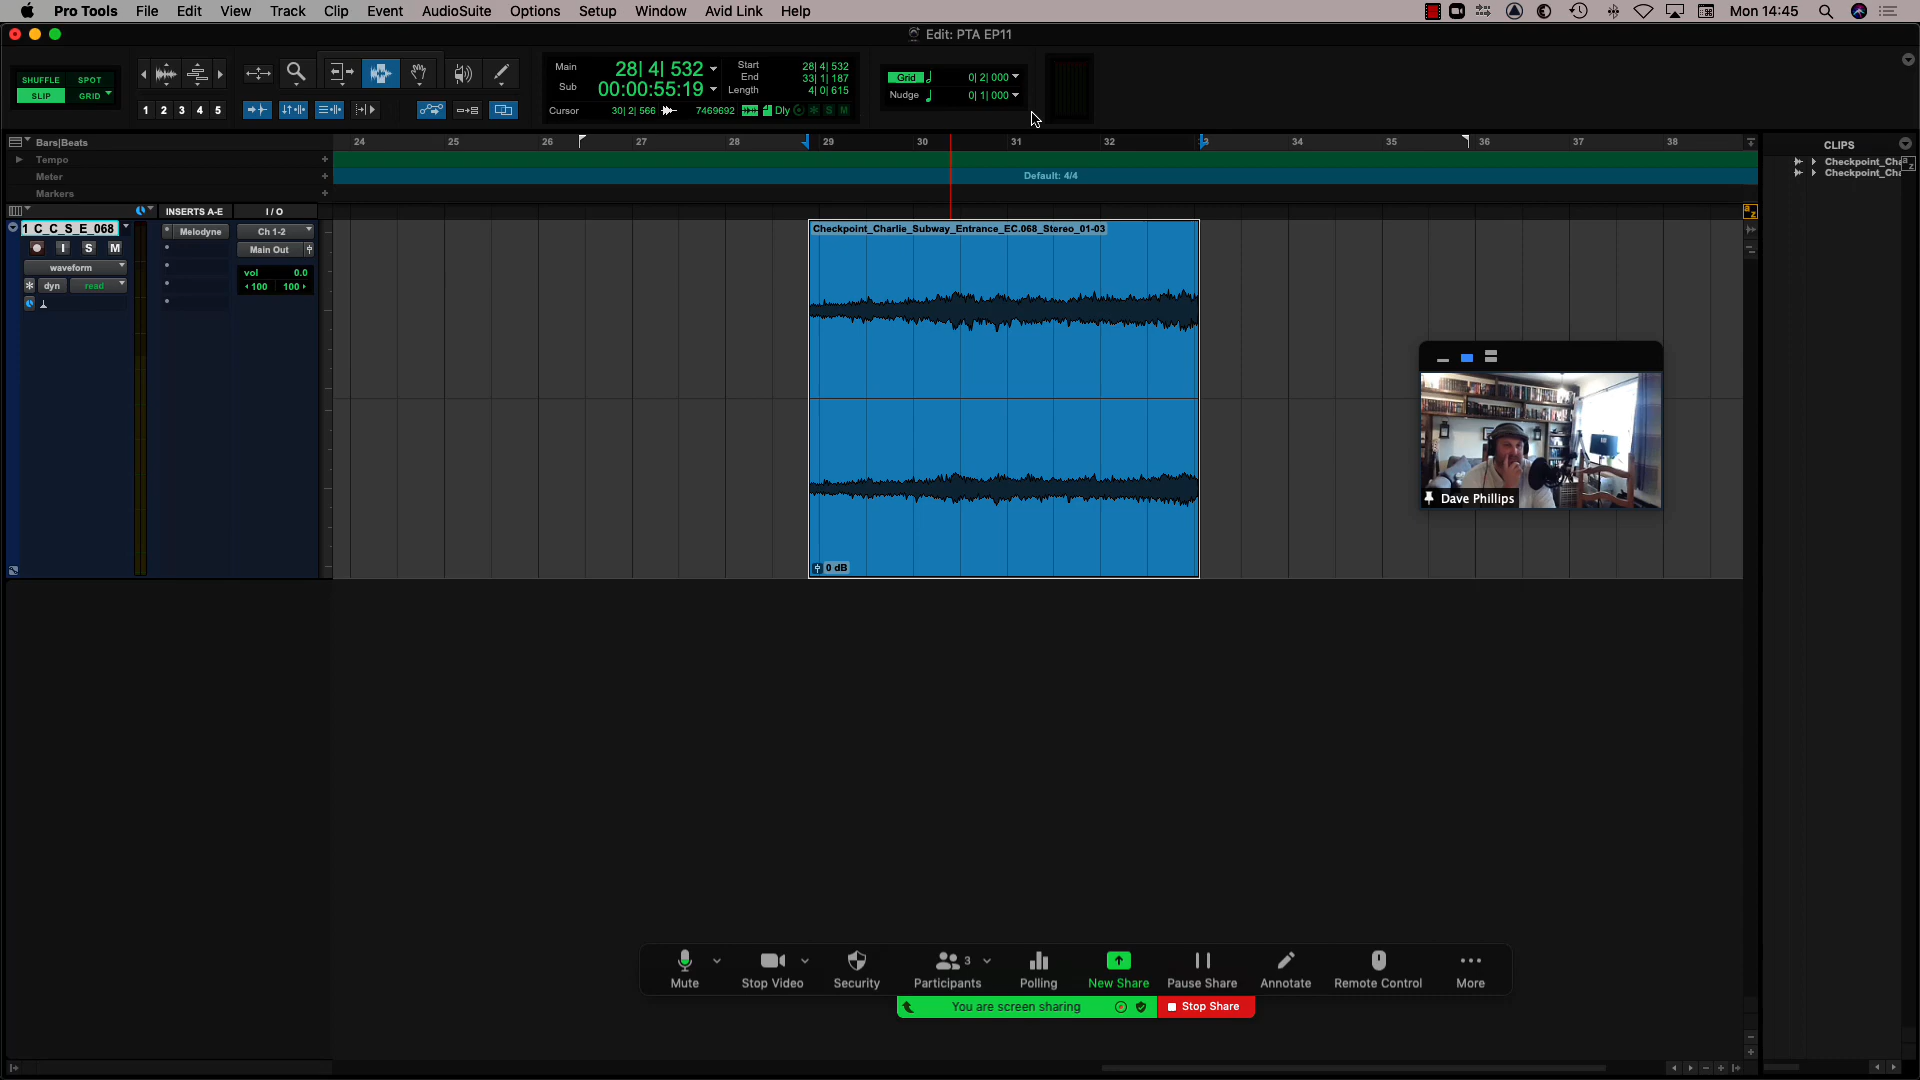 Pro Tools File Edit View Track Clip Event AudioSuite Options Setup Window Avid Link Help Mon 14:45
Edit: PTA EP11
SHUFFLE SPOT
SLIP GRID
1 2 3 4 5
Main 28| 4| 532
Sub 00:00:55:19
Cursor 30| 2| 566 7469692 Dly S M
Start 28| 4| 532
End 33| 1| 187
Length 4| 0| 615
Grid 0| 2| 000
Nudge 0| 1| 000
Bars|Beats
Tempo
Meter
Markers
24 25 26 27 28 29 30 31 32 33 34 35 36 37 38
Default: 4/4
CLIPS
Checkpoint_Cha
Checkpoint_Cha
INSERTS A-E I / O
1 C_C_S_E_068
I S M
waveform
dyn read
Melodyne
Ch 1-2
Main Out
vol 0.0
100 100
Checkpoint_Charlie_Subway_Entrance_EC.068_Stereo_01-03
0 dB
Dave Phillips
3
Mute Stop Video Security Participants Polling New Share Pause Share Annotate Remote Control More
You are screen sharing Stop Share